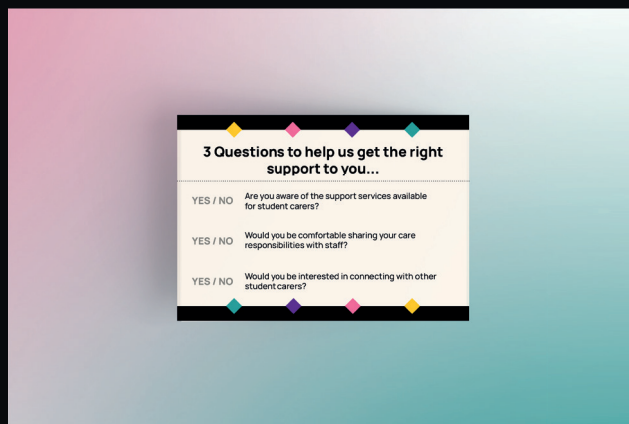 3 Questions to help us get the right
support to you...
YES / NO
Are you aware of the support services available
for student carers?
YES / NO
Would you be comfortable sharing your care
responsibilities with staff?
YES / NO
Would you be interested in connecting with other
student carers?